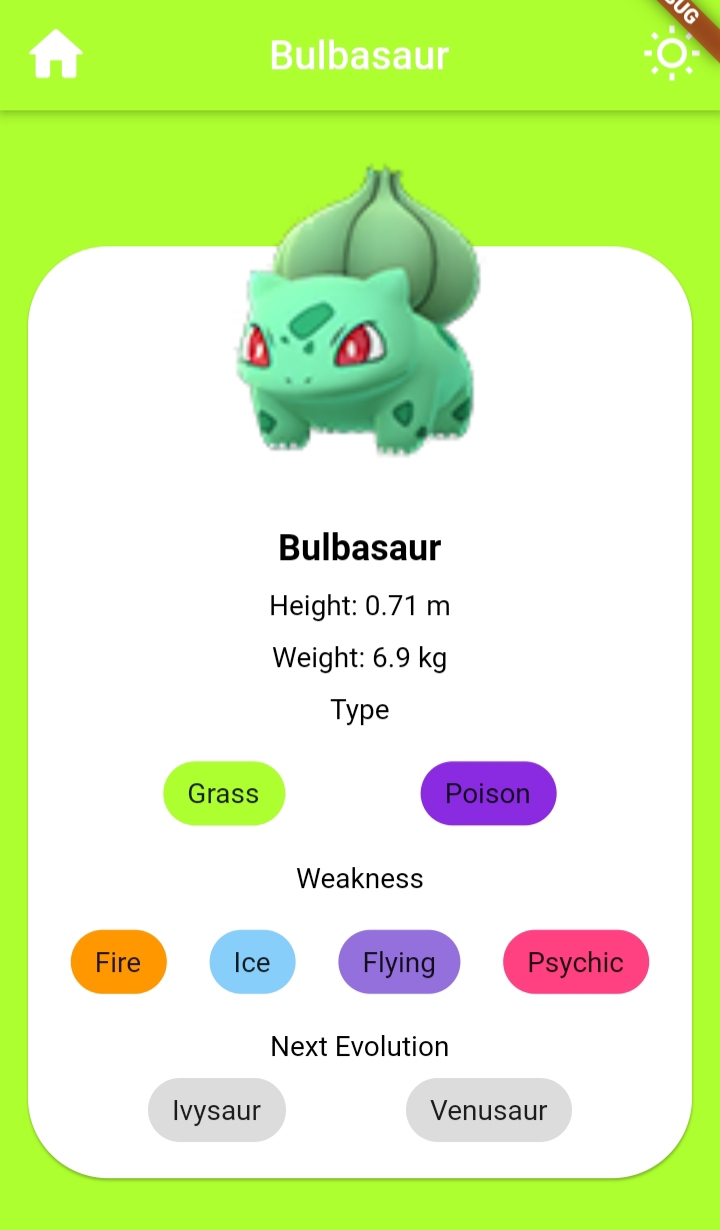 Bulbasaur
Bulbasaur
Height: 0.71 m
Weight: 6.9 kg
Type
Grass Poison
Weakness
Fire Ice Flying Psychic
Next Evolution
Ivysaur Venusaur